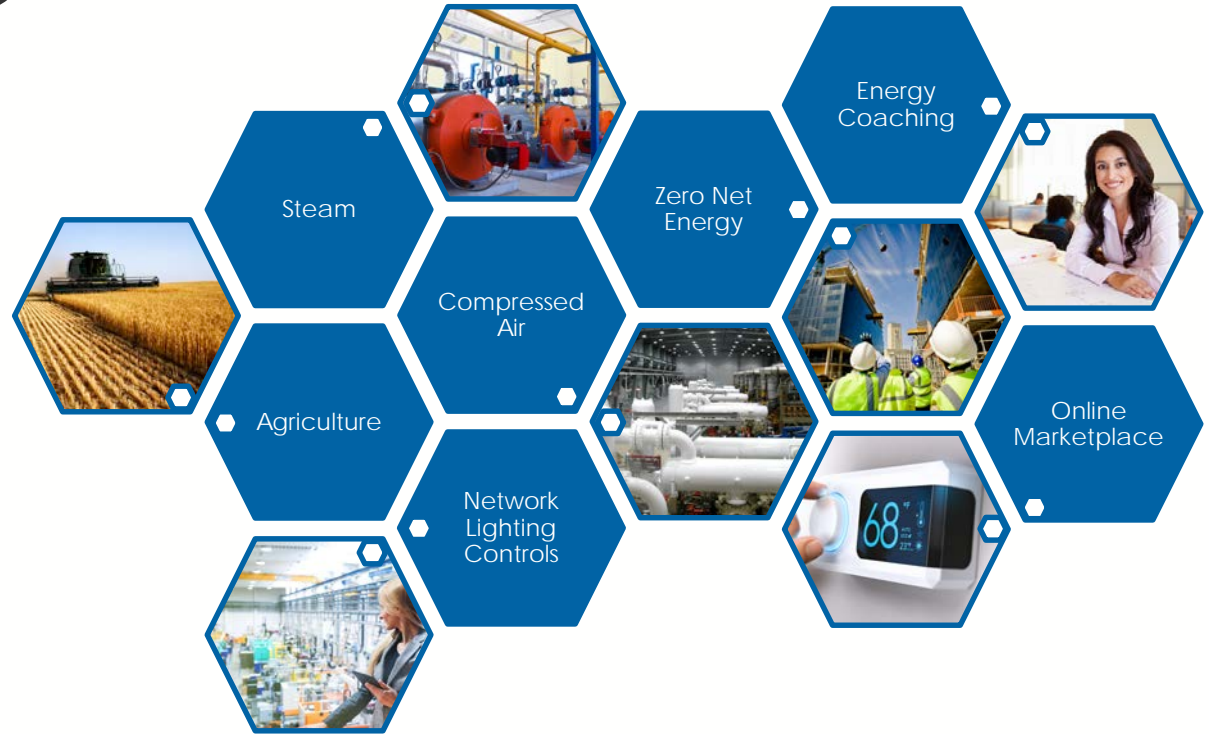 Energy
Coaching
Steam
Zero Net
Energy
Compressed
Air
Agriculture
Online
Marketplace
Network
Lighting
Controls
68
°F